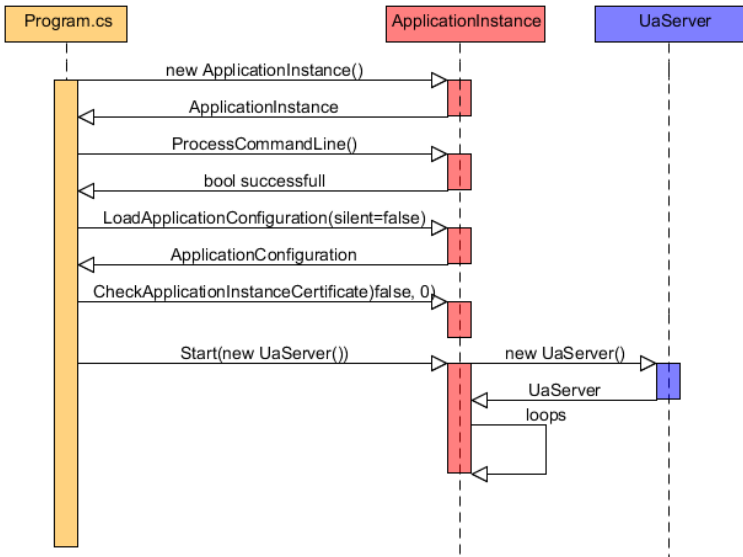 Program.cs
ApplicationInstance
UaServer
new ApplicationInstance()
ApplicationInstance
ProcessCommandLine()
bool successfull
LoadApplicationConfiguration(silent=false)
ApplicationConfiguration
CheckApplicationInstanceCertificate)false, 0)
Start(new UaServer())
new UaServer()
UaServer
loops